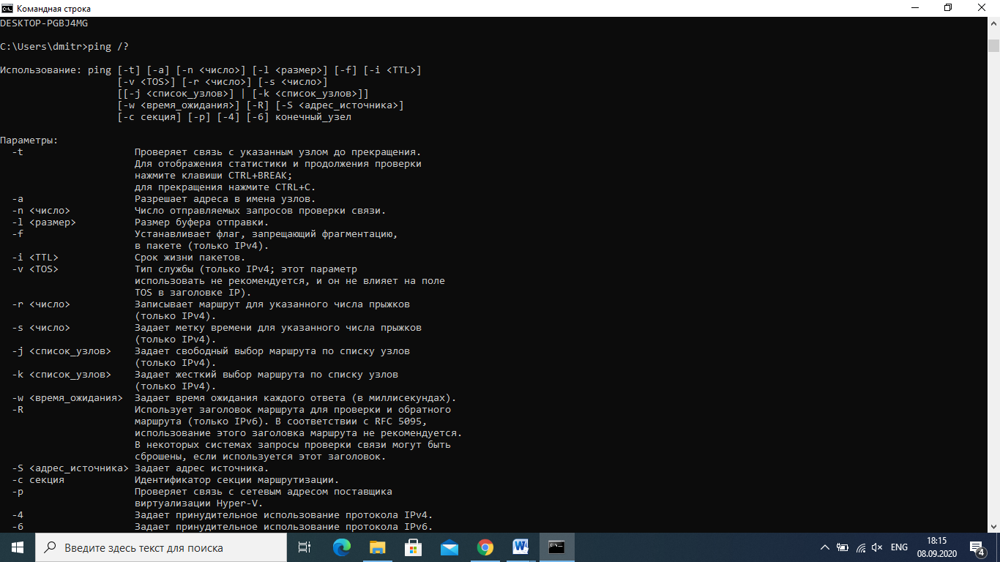 Командная строка
DESKTOP-PGBJ4MG
C:\Users\dmitr>ping /?
Использование: ping [-t] [-a] [-n <число>] [-l <размер>] [-f] [-i <TTL>]
[-v <TOS>] [-r <число>] [-s <число>]
[[-j <список_узлов>] | [-k <список_узлов>]]
[-w <время_ожидания>] [-R] [-S <адрес_источника>]
[-c секция] [-p] [-4] [-6] конечный_узел
Параметры:
-t Проверяет связь с указанным узлом до прекращения.
Для отображения статистики и продолжения проверки
нажмите клавиши CTRL+BREAK;
для прекращения нажмите CTRL+C.
-a Разрешает адреса в имена узлов.
-n <число> Число отправляемых запросов проверки связи.
-l <размер> Размер буфера отправки.
-f Устанавливает флаг, запрещающий фрагментацию,
в пакете (только IPv4).
-i <TTL> Срок жизни пакетов.
-v <TOS> Тип службы (только IPv4; этот параметр
использовать не рекомендуется, и он не влияет на поле
TOS в заголовке IP).
-r <число> Записывает маршрут для указанного числа прыжков
(только IPv4).
-s <число> Задает метку времени для указанного числа прыжков
(только IPv4).
-j <список_узлов> Задает свободный выбор маршрута по списку узлов
(только IPv4).
-k <список_узлов> Задает жесткий выбор маршрута по списку узлов
(только IPv4).
-w <время_ожидания> Задает время ожидания каждого ответа (в миллисекундах).
-R Использует заголовок маршрута для проверки и обратного
маршрута (только IPv6). В соответствии с RFC 5095,
использование этого заголовка маршрута не рекомендуется.
В некоторых системах запросы проверки связи могут быть
сброшены, если используется этот заголовок.
-S <адрес_источника> Задает адрес источника.
-c секция Идентификатор секции маршрутизации.
-p Проверяет связь с сетевым адресом поставщика
виртуализации Hyper-V.
-4 Задает принудительное использование протокола IPv4.
-6 Задает принудительное использование протокола IPv6.
Введите здесь текст для поиска
ENG
18:15
08.09.2020
4